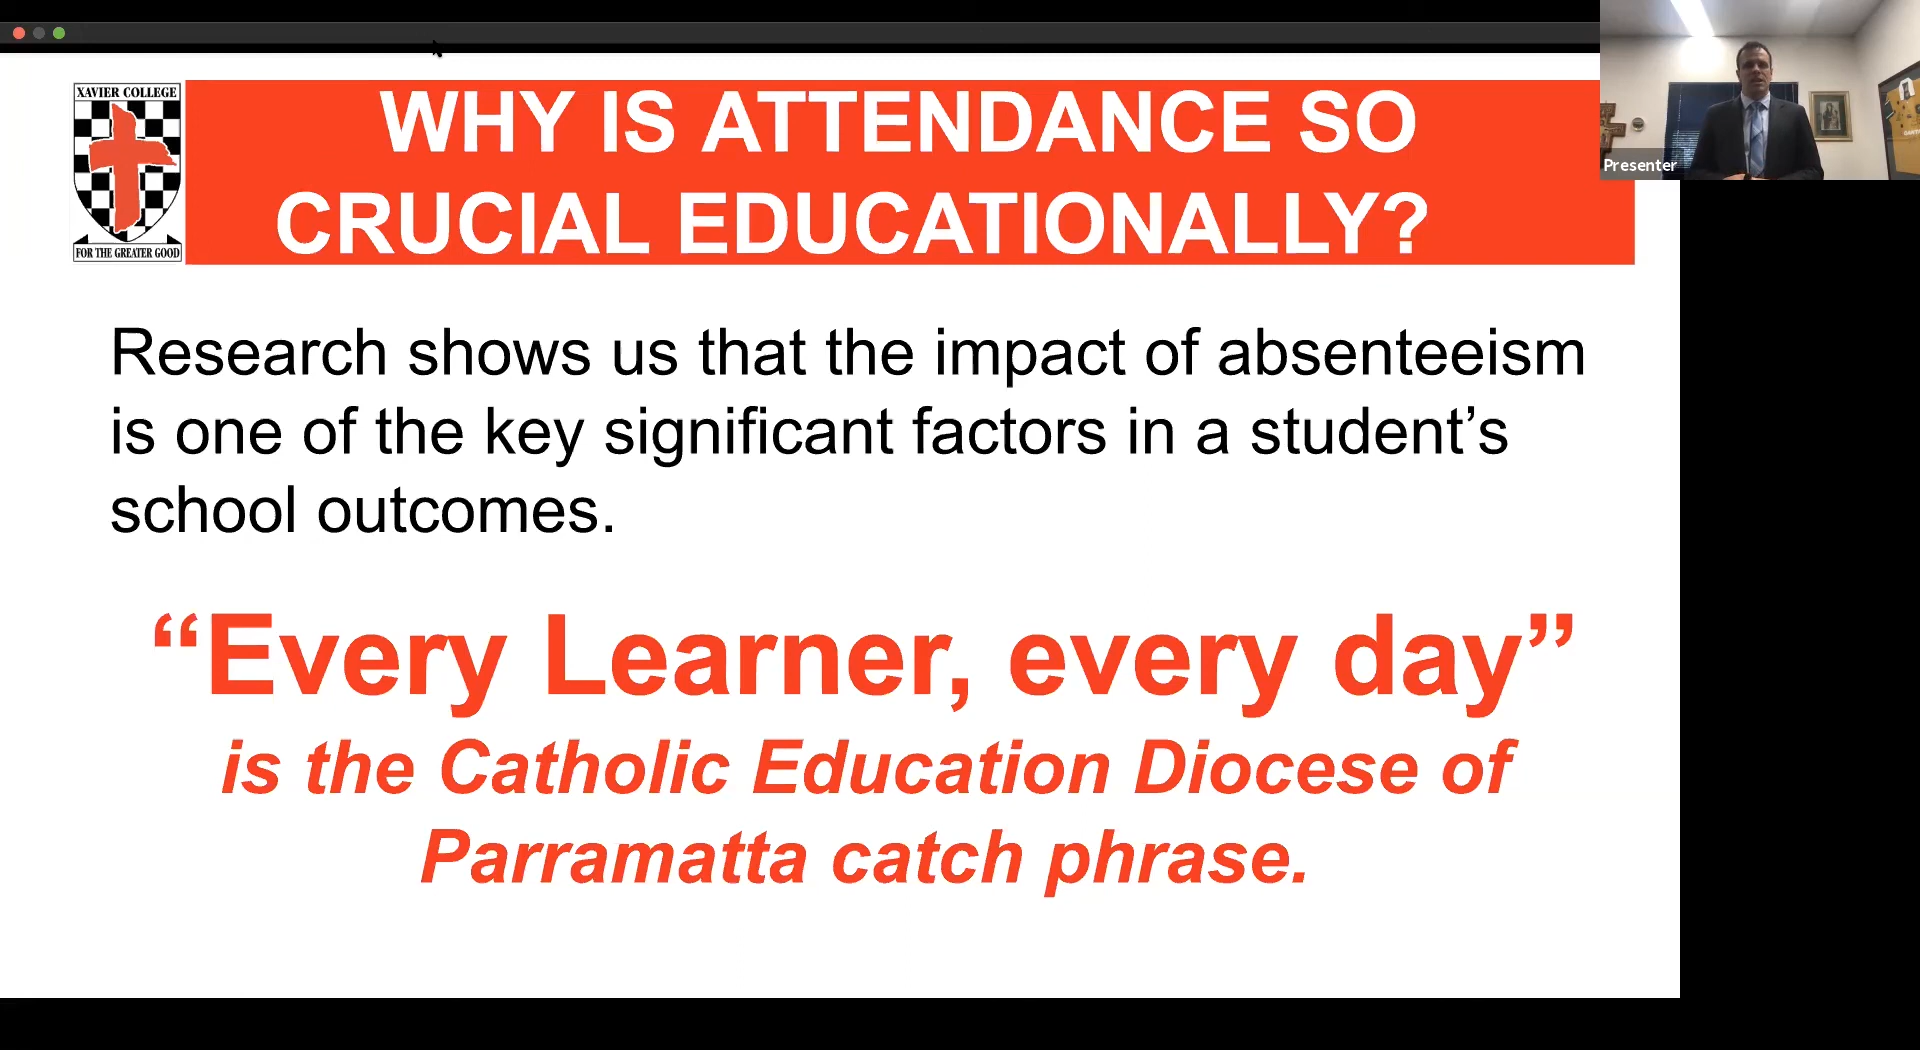 XAVIER COLLEGE
FOR THE GREATER GOOD
WHY IS ATTENDANCE SO
CRUCIAL EDUCATIONALLY?
Presenter
Research shows us that the impact of absenteeism
is one of the key significant factors in a student’s
school outcomes.
“Every Learner, every day”
is the Catholic Education Diocese of
Parramatta catch phrase.